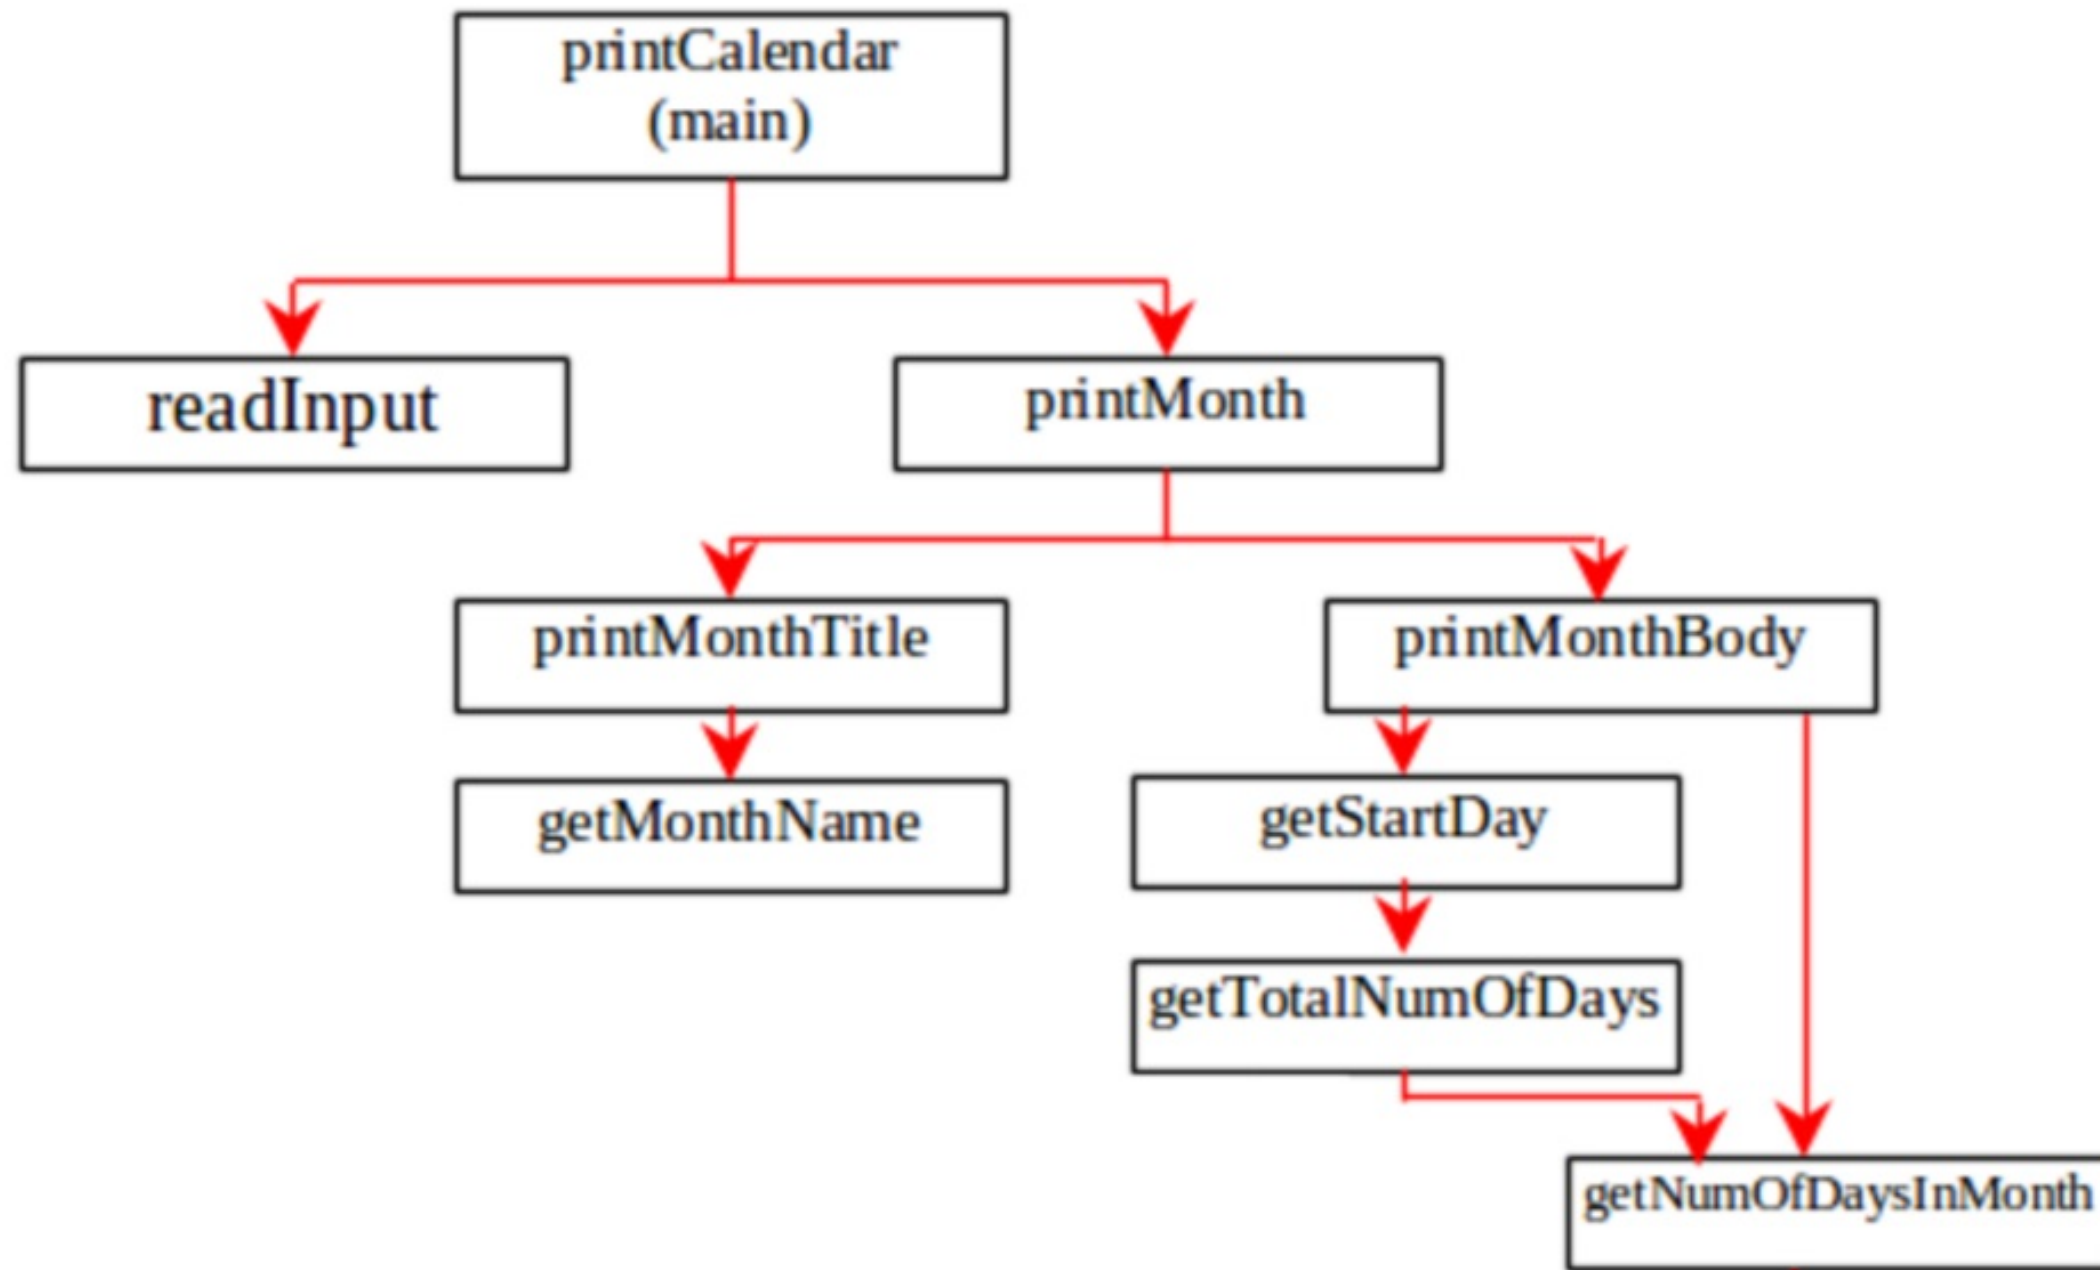 printCalendar
(main)
readInput
printMonth
printMonthTitle
printMonthBody
getMonthName
getStartDay
getTotalNumOfDays
getNumOfDaysInMonth